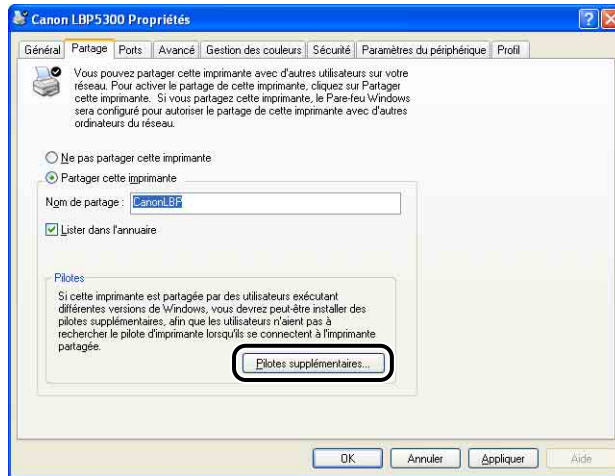 Canon LBP5300 Propriétés
Général Partage Ports Avancé Gestion des couleurs Sécurité Paramètres du périphérique Profil
Vous pouvez partager cette imprimante avec d'autres utilisateurs sur votre
réseau. Pour activer le partage de cette imprimante, cliquez sur Partager
cette imprimante. Si vous partagez cette imprimante, le Pare-feu Windows
sera configuré pour autoriser le partage de cette imprimante avec d'autres
ordinateurs du réseau.
Ne pas partager cette imprimante
Partager cette imprimante
Nom de partage : CanonLBP
Lister dans l'annuaire
Pilotes
Si cette imprimante est partagée par des utilisateurs exécutant
différentes versions de Windows, vous devrez peut-être installer des
pilotes supplémentaires, afin que les utilisateurs n'aient pas à
rechercher le pilote d'imprimante lorsqu'ils se connectent à l'imprimante
partagée.
Pilotes supplémentaires...
OK Annuler Appliquer Aide